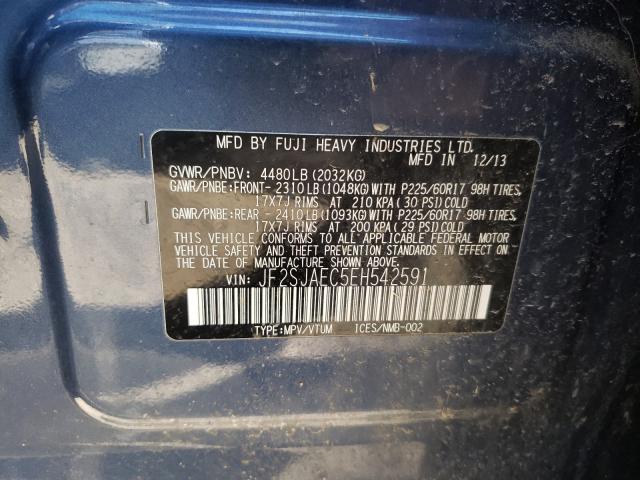 MFD BY FUJI HEAVY INDUSTRIES LTD.
MFD IN 12/13
GVWR/PNBV: 4480LB (2032KG)
GAWR/PNBE:FRONT- 2310LB (1048KG) WITH P225/60R17 98H TIRES,
17X7J RIMS AT 210 KPA ( 30 PSI) COLD
GAWR/PNBE:REAR - 2410LB (1093KG) WITH P225/60R17 98H TIRES,
17X7J RIMS AT 200 KPA (29 PSI) COLD
THIS VEHICLE CONFORMS TO ALL APPLICABLE FEDERAL MOTOR
VEHICLE SAFETY AND THEFT PREVENTION STANDARDS IN EFFECT ON
THE DATE OF MANUFACTURE SHOWN ABOVE.
VIN: JF2SJAEC5EH542591
TYPE:MPV/VTUM ICES/NMB-002